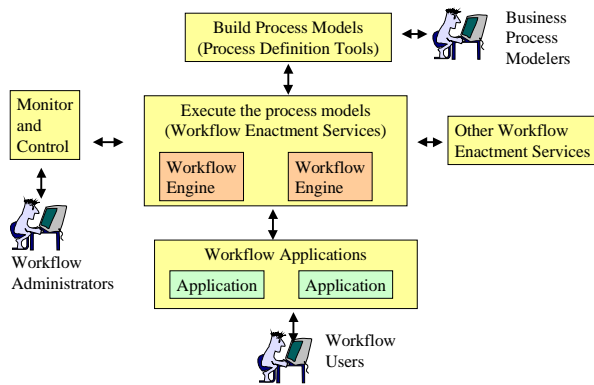 Build Process Models
(Process Definition Tools)
Business
Process
Modelers
Monitor
and
Control
Execute the process models
(Workflow Enactment Services)
Workflow
Engine
Workflow
Engine
Other Workflow
Enactment Services
Workflow
Administrators
Workflow Applications
Application
Application
Workflow
Users